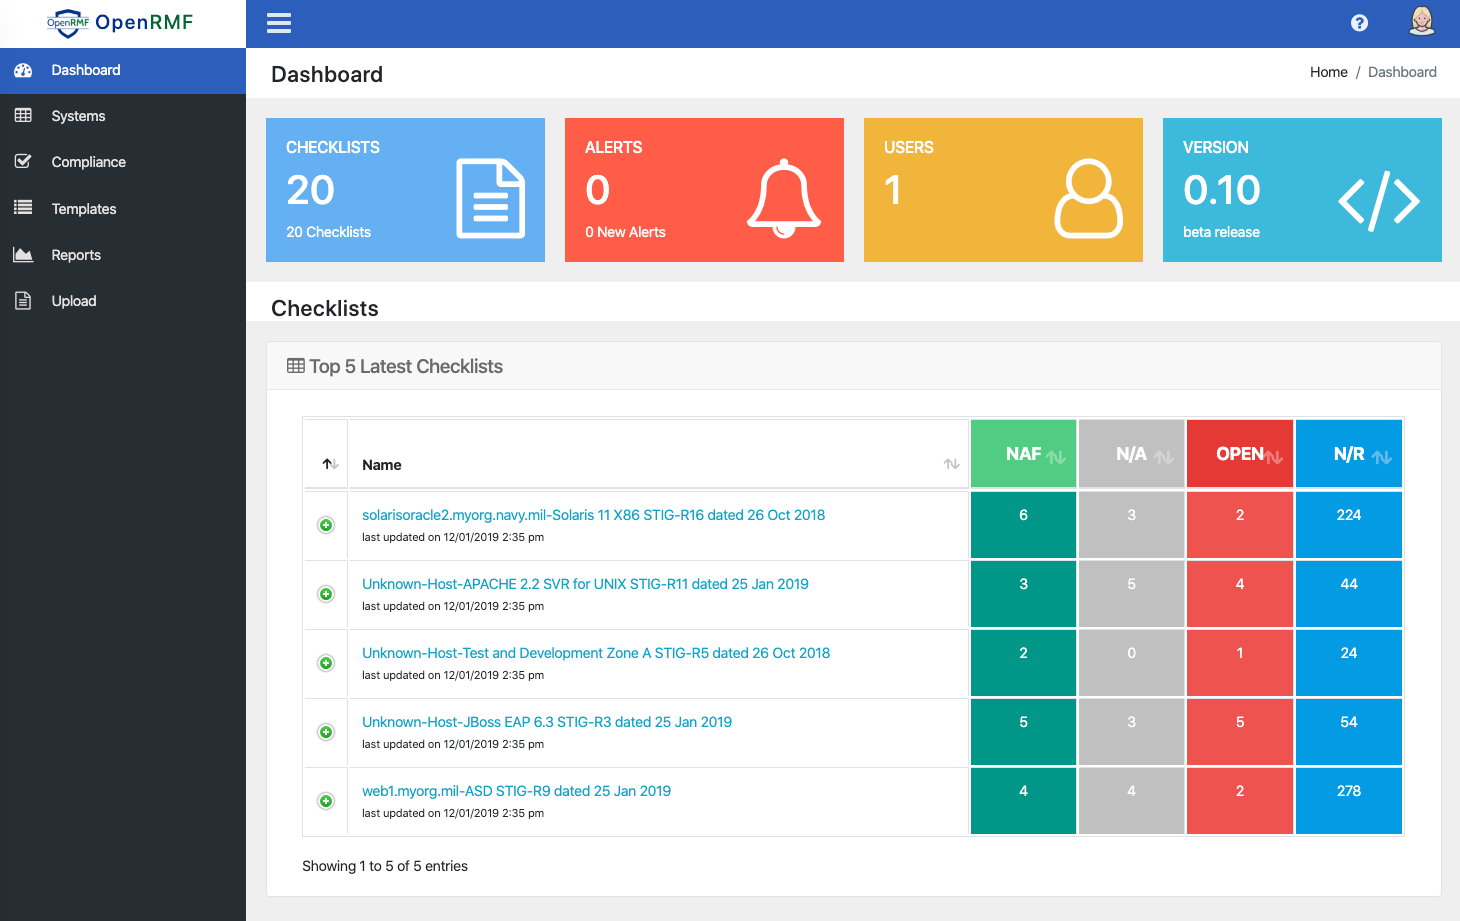 OpenRMF OpenRMF
Dashboard
Systems
Compliance
Templates
Reports
Upload
Dashboard
Home / Dashboard
CHECKLISTS
20
20 Checklists
ALERTS
0
0 New Alerts
USERS
1
VERSION
0.10
beta release
Checklists
Top 5 Latest Checklists
Name NAF N/A OPEN N/R
solarisoracle2.myorg.navy.mil-Solaris 11 X86 STIG-R16 dated 26 Oct 2018 6 3 2 224
last updated on 12/01/2019 2:35 pm
Unknown-Host-APACHE 2.2 SVR for UNIX STIG-R11 dated 25 Jan 2019 3 5 4 44
last updated on 12/01/2019 2:35 pm
Unknown-Host-Test and Development Zone A STIG-R5 dated 26 Oct 2018 2 0 1 24
last updated on 12/01/2019 2:35 pm
Unknown-Host-JBoss EAP 6.3 STIG-R3 dated 25 Jan 2019 5 3 5 54
last updated on 12/01/2019 2:35 pm
web1.myorg.mil-ASD STIG-R9 dated 25 Jan 2019 4 4 2 278
last updated on 12/01/2019 2:35 pm
Showing 1 to 5 of 5 entries